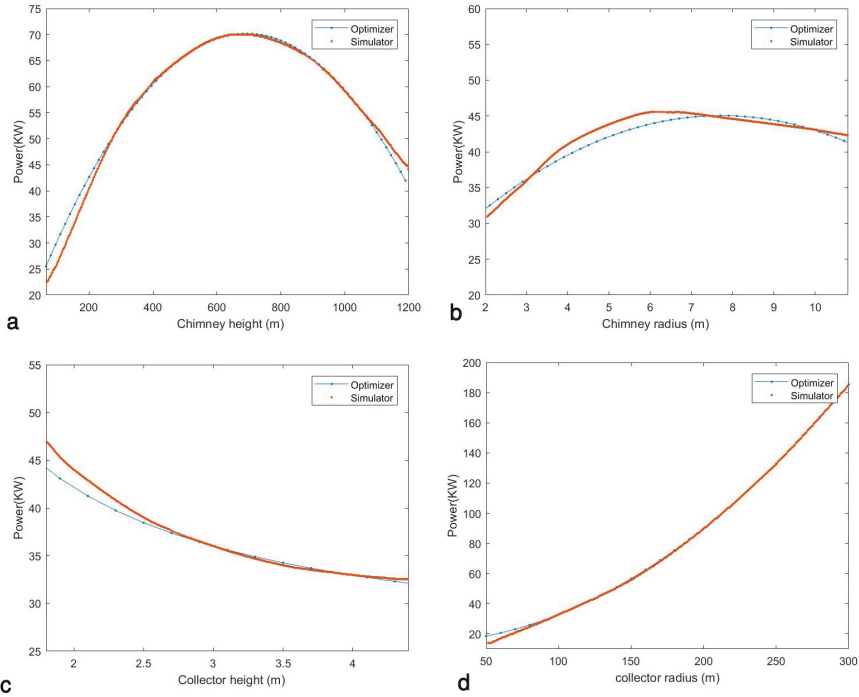 75
70
65
60
55
50
45
40
35
30
25
20
Power(KW)
Optimizer
Simulator
200 400 600 800 1000 1200
Chimney height (m)
a
60
55
50
45
40
35
30
25
20
Power(KW)
Optimizer
Simulator
2 3 4 5 6 7 8 9 10
Chimney radius (m)
b
55
50
45
40
35
30
25
Power(KW)
Optimizer
Simulator
2 2.5 3 3.5 4
Collector height (m)
c
200
180
160
140
120
100
80
60
40
20
Power(KW)
Optimizer
Simulator
50 100 150 200 250 300
collector radius (m)
d